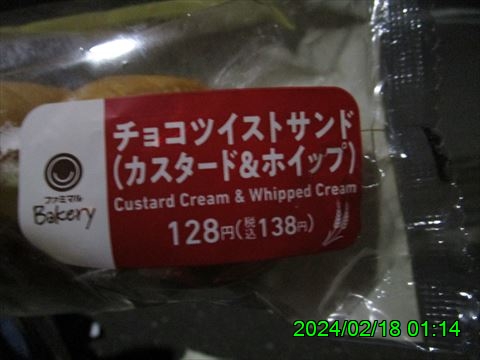 チョコツイストサンド
(カスタード&ホイップ)
Custard Cream & Whipped Cream
128円(税込138円)
ファミマル
Bakery
2024/02/18 01:14